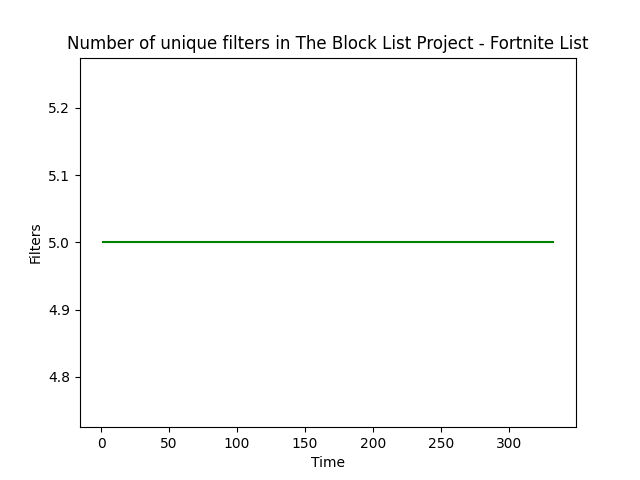 Number of unique filters in The Block List Project - Fortnite List
5.2
5.1
5.0
4.9
4.8
Filters
0 50 100 150 200 250 300
Time